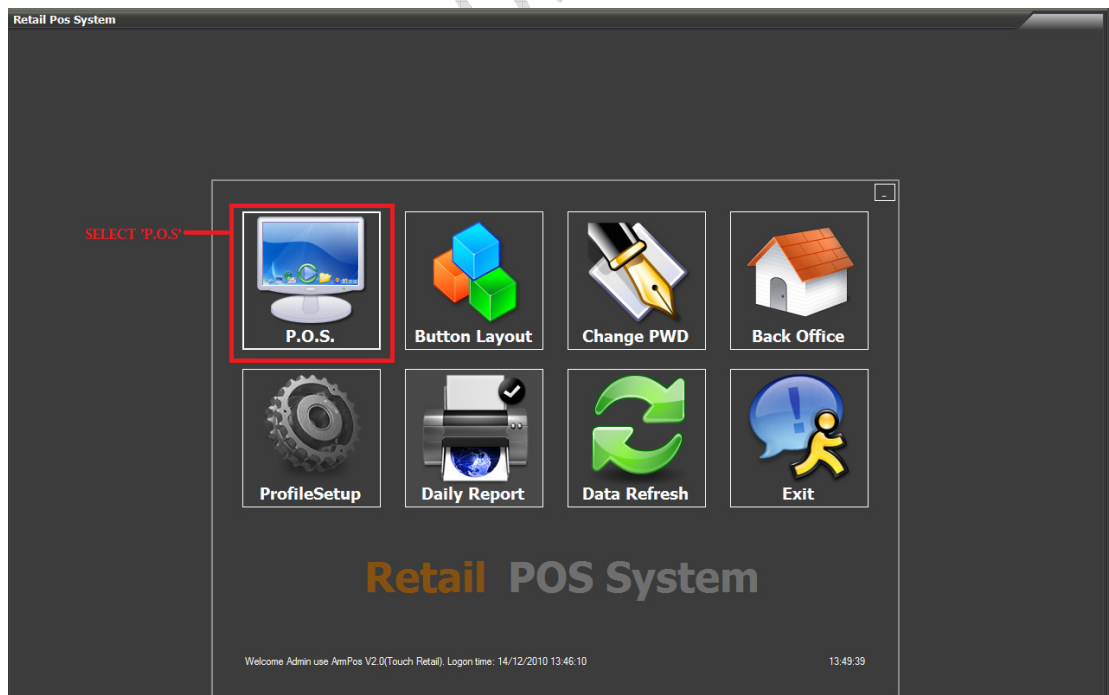 Retail Pos System
SELECT 'P.O.S'
P.O.S. Button Layout Change PWD Back Office
ProfileSetup Daily Report Data Refresh Exit
Retail POS System
Welcome Admin use AmPos V2.0(Touch Retail). Logon time: 14/12/2010 13:46:10 13:49:39